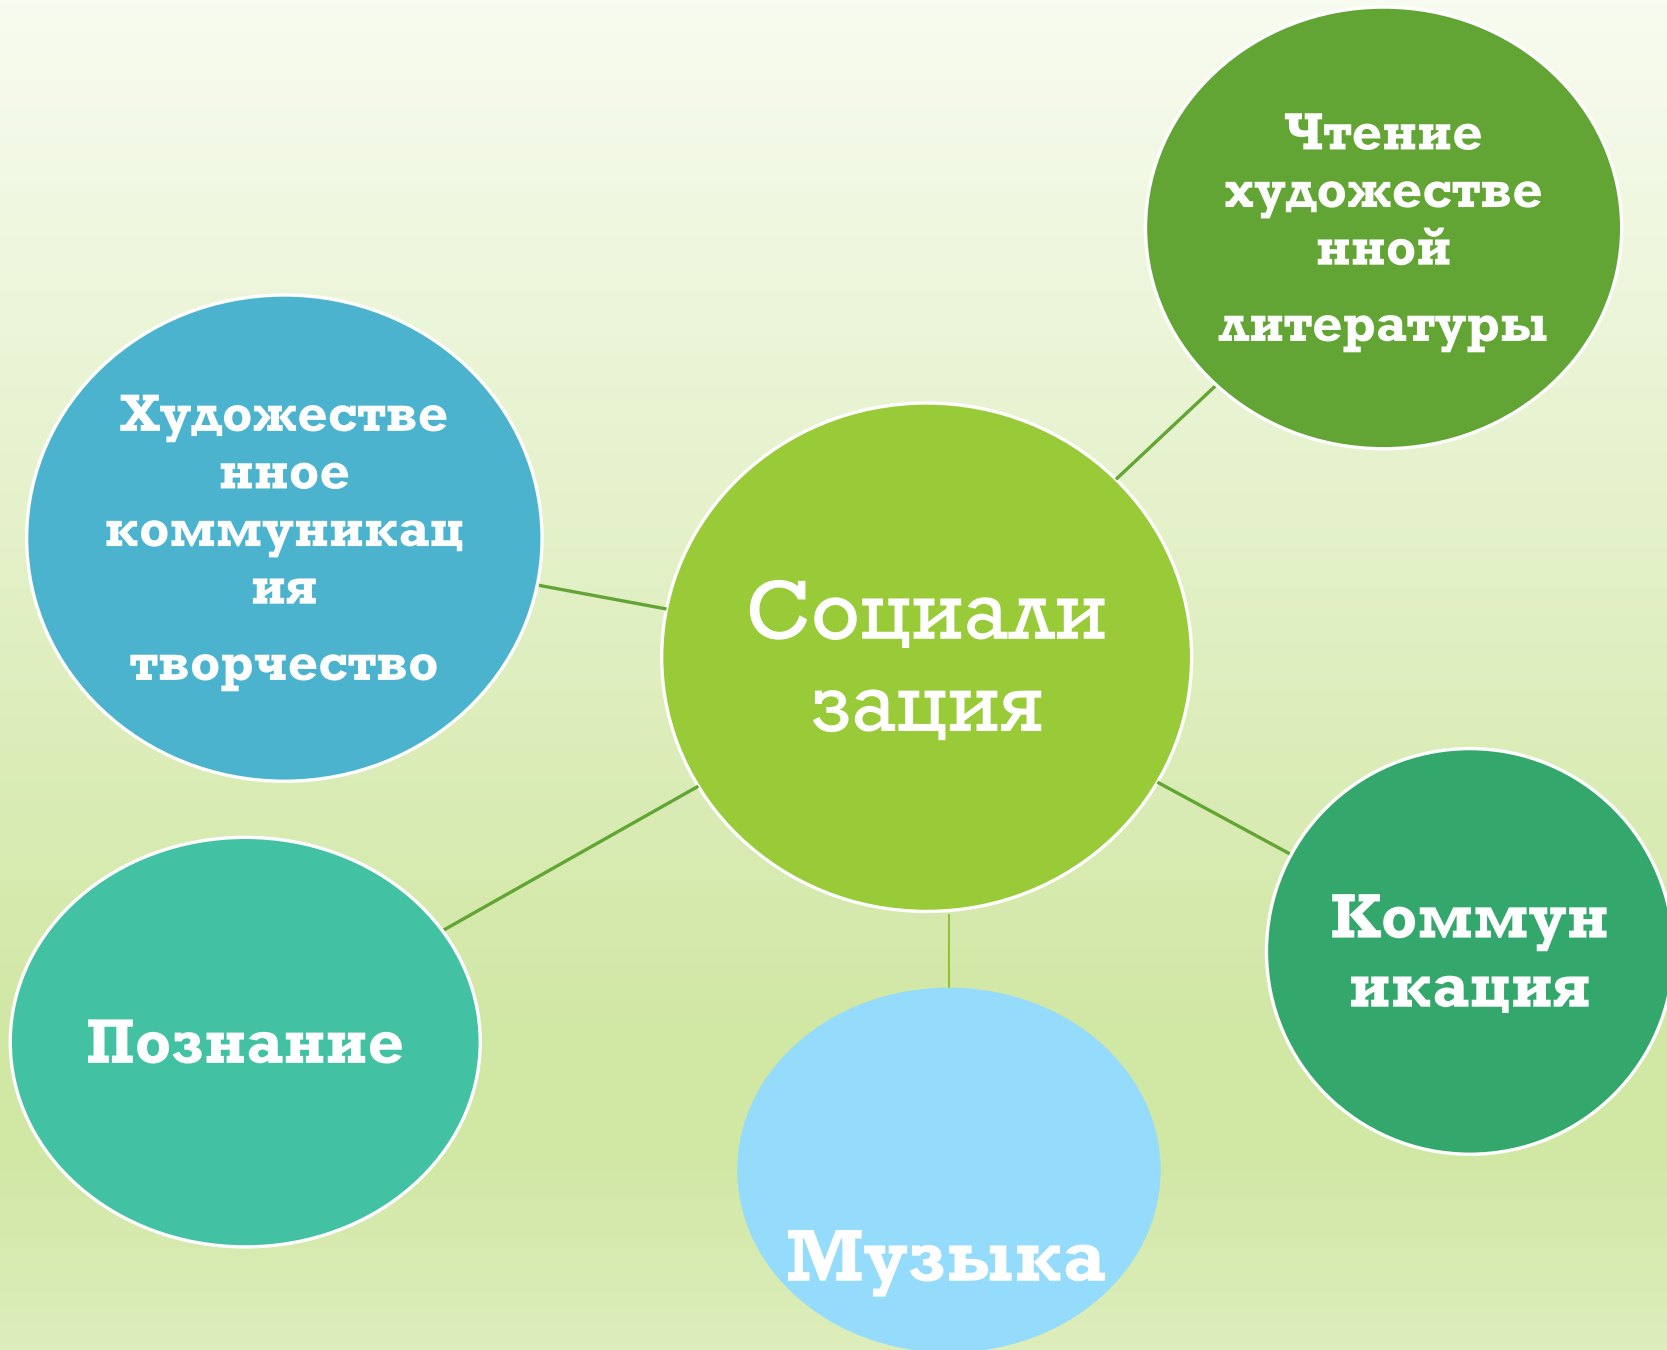 Чтение
художестве
нной
литературы
Художестве
нное
коммуникац
ия
творчество
Социали
зация
Коммун
икация
Познание
Музыка